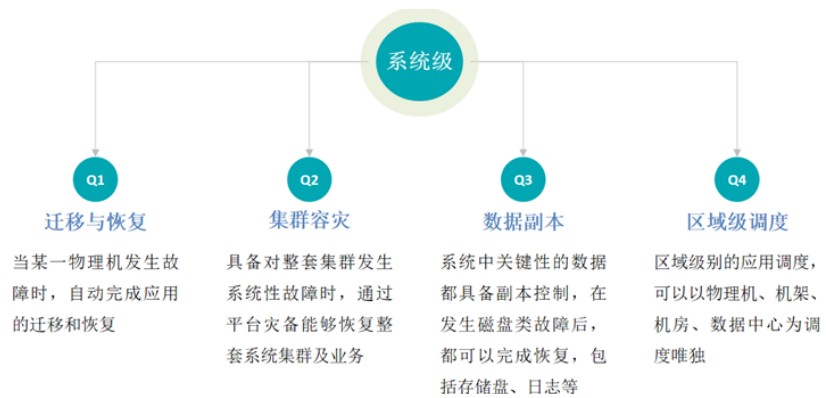 系统级
Q1
迁移与恢复
当某一物理机发生故
障时，自动完成应用
的迁移和恢复
Q2
集群容灾
具备对整套集群发生
系统性故障时，通过
平台灾备能够恢复整
套系统集群及业务
Q3
数据副本
系统中关键性的数据
都具备副本控制，在
发生磁盘类故障后，
都可以完成恢复，包
括存储盘、日志等
Q4
区域级调度
区域级别的应用调度，
可以以物理机、机架、
机房、数据中心为调
度唯独